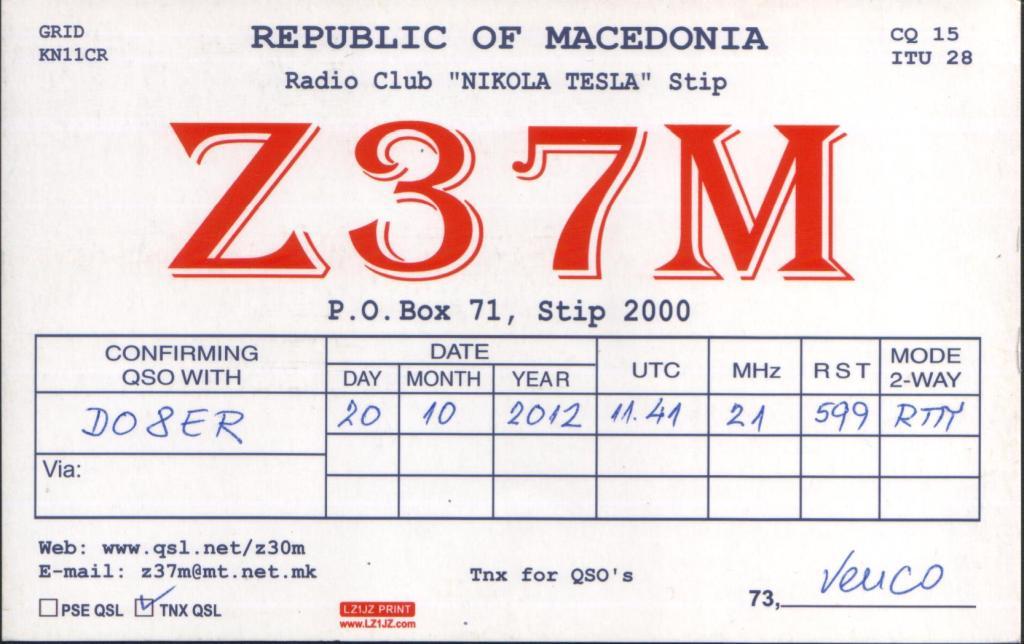 GRID
KN11CR
REPUBLIC OF MACEDONIA
CQ 15
ITU 28
Radio Club "NIKOLA TESLA" Stip
Z37M
P.O.Box 71, Stip 2000
CONFIRMING QSO WITH
DATE
DAY MONTH YEAR
UTC
MHz
RST
MODE 2-WAY
DO8ER 20 10 2012 11.41 21 599 RTTY
Via:
Web: www.qsl.net/z30m
E-mail: z37m@mt.net.mk
Tnx for QSO's
73, Venco
PSE QSL TNX QSL
LZ1JZ PRINT
www.LZ1JZ.com